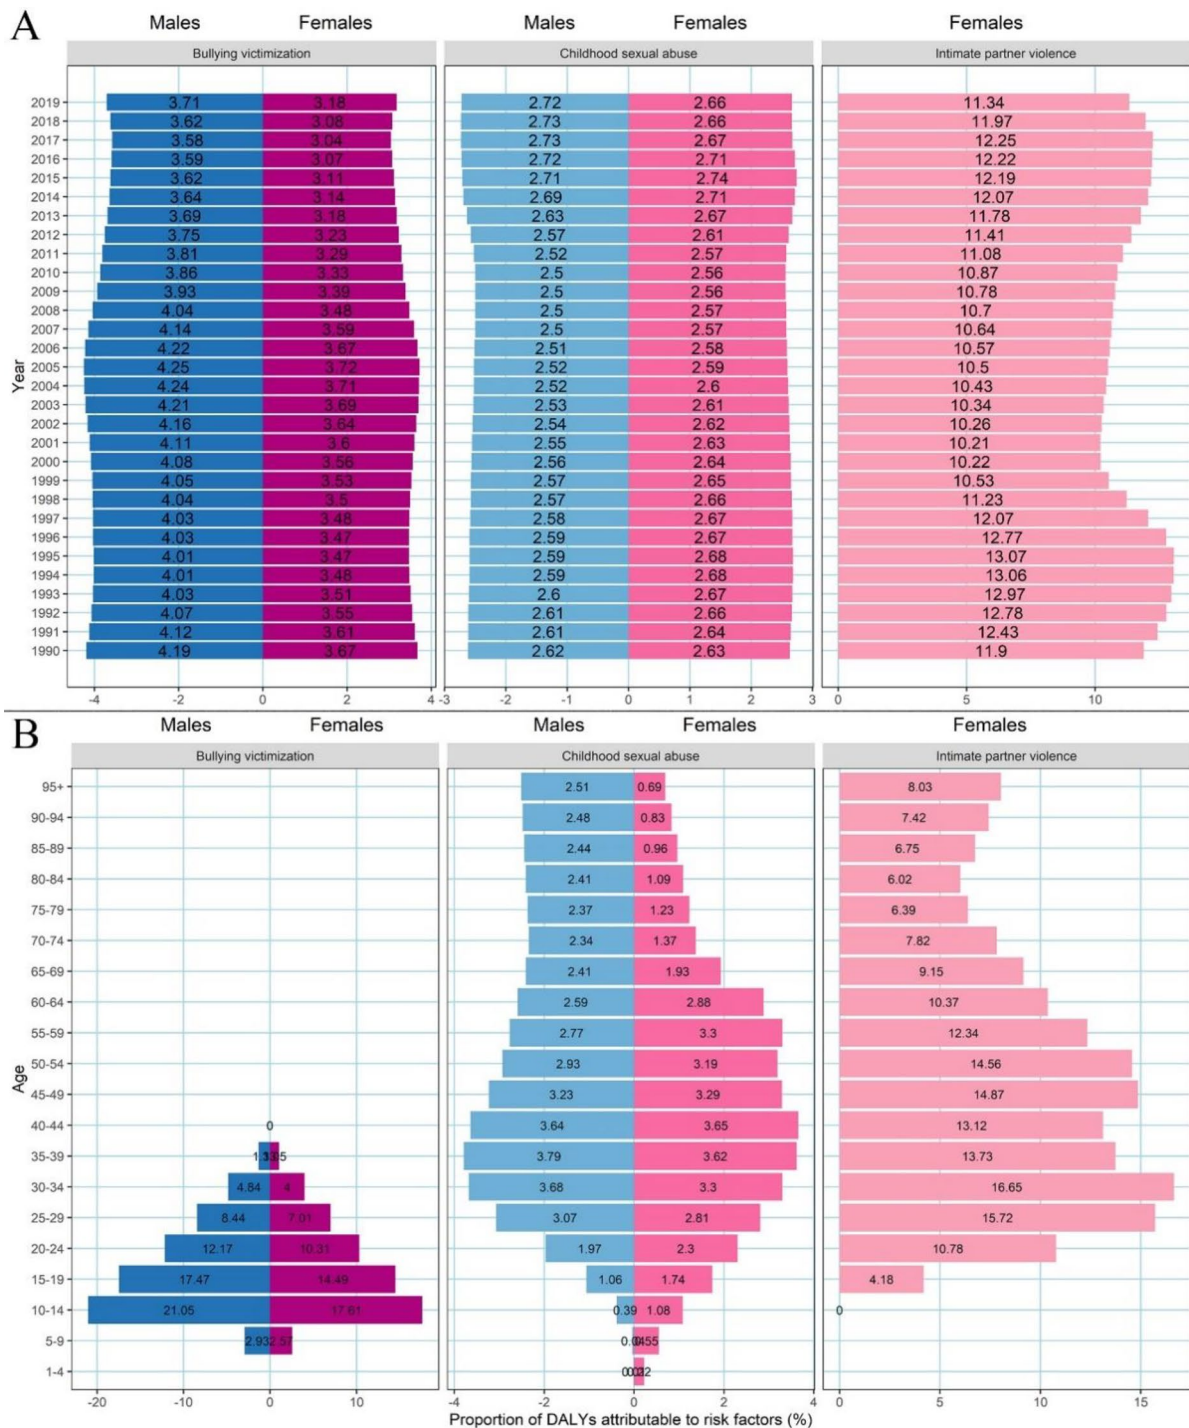 A
Males Females Males Females Females
Bullying victimization Childhood sexual abuse Intimate partner violence
2019 3.71 3.18 2.72 2.66 11.34
2018 3.62 3.08 2.73 2.66 11.97
2017 3.58 3.04 2.73 2.67 12.25
2016 3.59 3.07 2.72 2.71 12.22
2015 3.62 3.11 2.71 2.74 12.19
2014 3.64 3.14 2.69 2.71 12.07
2013 3.69 3.18 2.63 2.67 11.78
2012 3.75 3.23 2.57 2.61 11.41
2011 3.81 3.29 2.52 2.57 11.08
2010 3.86 3.33 2.5 2.56 10.87
2009 3.93 3.39 2.5 2.56 10.78
2008 4.04 3.48 2.5 2.57 10.7
2007 4.14 3.59 2.5 2.57 10.64
2006 4.22 3.67 2.51 2.58 10.57
2005 4.25 3.72 2.52 2.59 10.5
2004 4.24 3.71 2.52 2.6 10.43
2003 4.21 3.69 2.53 2.61 10.34
2002 4.16 3.64 2.54 2.62 10.26
2001 4.11 3.6 2.55 2.63 10.21
2000 4.08 3.56 2.56 2.64 10.22
1999 4.05 3.53 2.57 2.65 10.53
1998 4.04 3.5 2.57 2.66 11.23
1997 4.03 3.48 2.58 2.67 12.07
1996 4.03 3.47 2.59 2.67 12.77
1995 4.01 3.47 2.59 2.68 13.07
1994 4.01 3.48 2.59 2.68 13.06
1993 4.03 3.51 2.6 2.67 12.97
1992 4.07 3.55 2.61 2.66 12.78
1991 4.12 3.61 2.61 2.64 12.43
1990 4.19 3.67 2.62 2.63 11.9
Year
-4 -2 0 2 4 -3 -2 -1 0 1 2 3 0 5 10
B
Males Females Males Females Females
Bullying victimization Childhood sexual abuse Intimate partner violence
95+ 2.51 0.69 8.03
90-94 2.48 0.83 7.42
85-89 2.44 0.96 6.75
80-84 2.41 1.09 6.02
75-79 2.37 1.23 6.39
70-74 2.34 1.37 7.82
65-69 2.41 1.93 9.15
60-64 2.59 2.88 10.37
55-59 2.77 3.3 12.34
50-54 2.93 3.19 14.56
45-49 3.23 3.29 14.87
40-44 0 3.64 3.65 13.12
35-39 3.79 3.62 13.73
30-34 4.84 4 3.68 3.3 16.65
25-29 8.44 7.01 3.07 2.81 15.72
20-24 12.17 10.31 1.97 2.3 10.78
15-19 17.47 14.49 1.06 1.74 4.18
10-14 21.05 17.61 0.39 1.08 0
5-9 2.93 2.57
1-4
Age
-20 -10 0 10 -4 -2 0 2 4 0 5 10 15
Proportion of DALYs attributable to risk factors (%)